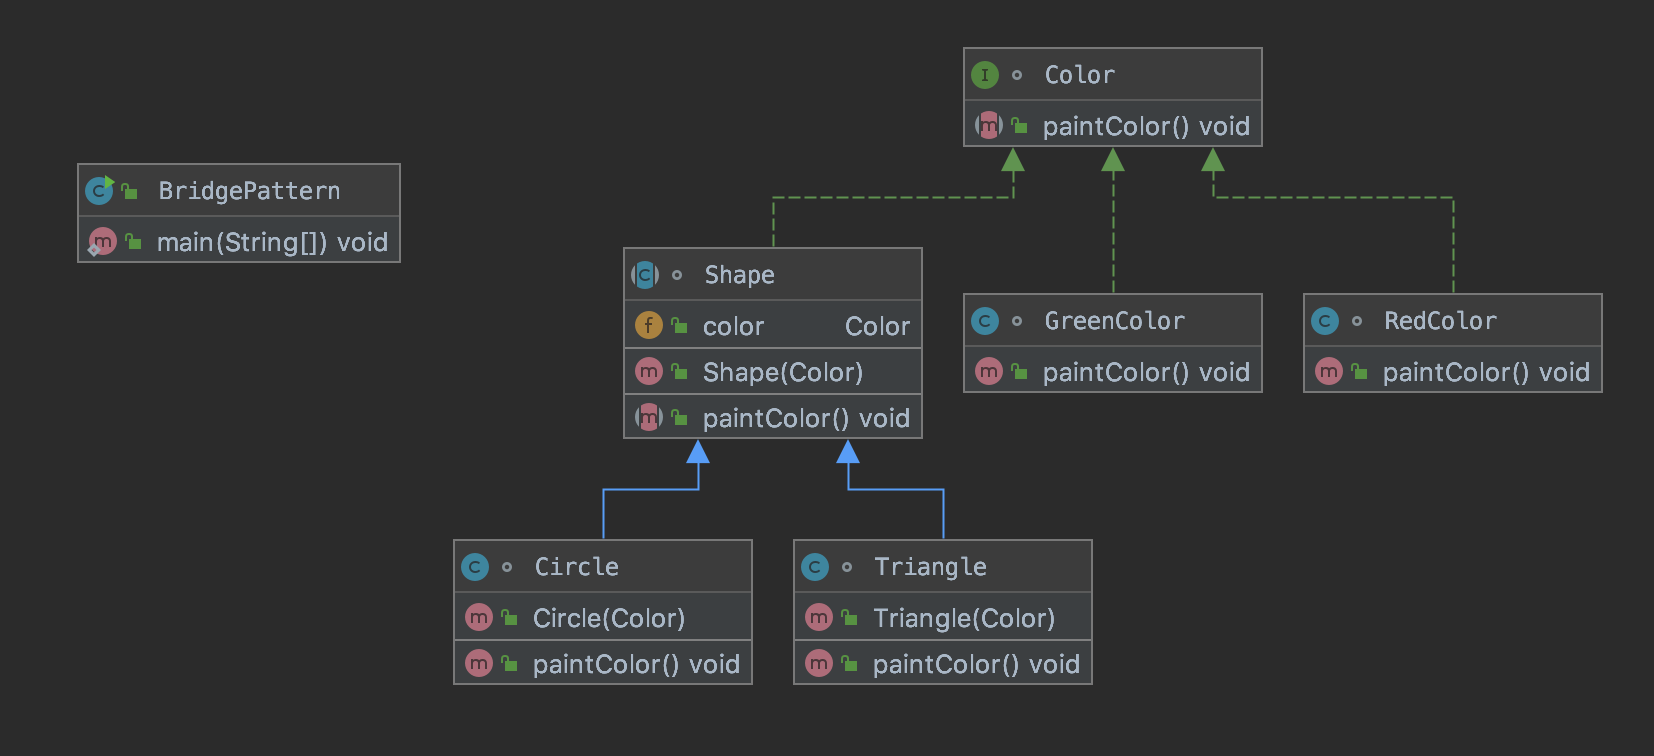 I Color
m paintColor() void
C BridgePattern
m main(String[]) void
C Shape
f color Color
m Shape(Color)
m paintColor() void
C GreenColor
m paintColor() void
C RedColor
m paintColor() void
C Circle
m Circle(Color)
m paintColor() void
C Triangle
m Triangle(Color)
m paintColor() void